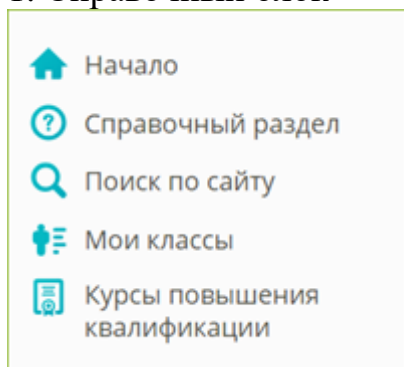 Начало
Справочный раздел
Поиск по сайту
Мои классы
Курсы повышения
квалификации